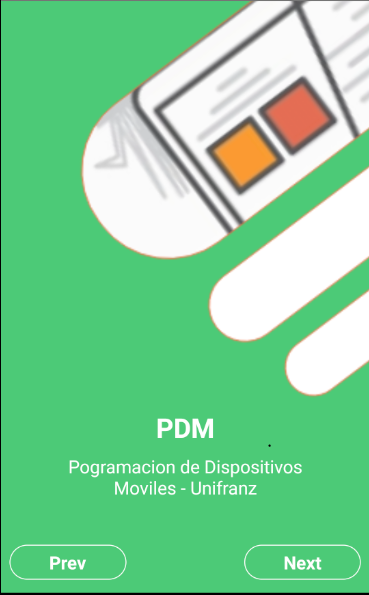 PDM
Pogramacion de Dispositivos
Moviles - Unifranz
Prev
Next